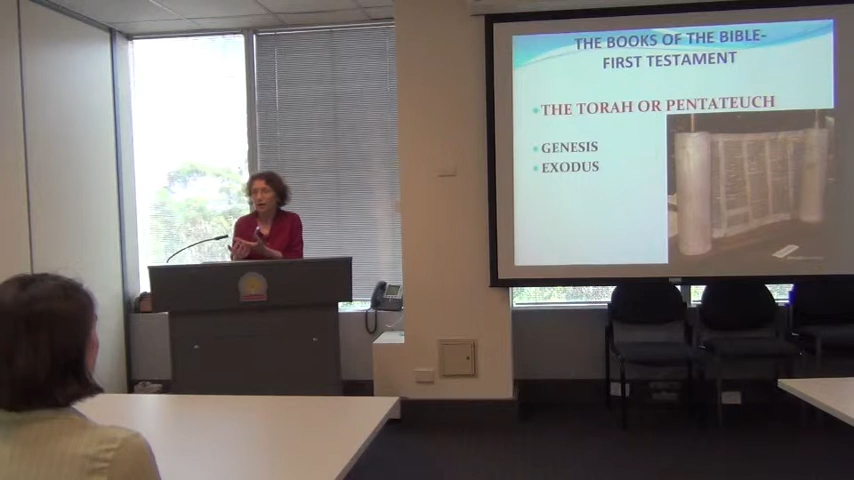 THE BOOKS OF THE BIBLE-
FIRST TESTAMENT
• THE TORAH OR PENTATEUCH
• GENESIS
• EXODUS